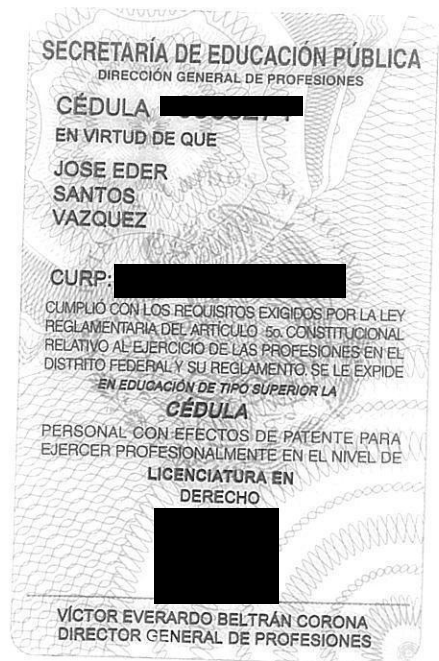 SECRETARÍA DE EDUCACIÓN PÚBLICA
DIRECCIÓN GENERAL DE PROFESIONES
CÉDULA
EN VIRTUD DE QUE
JOSE EDER
SANTOS
VAZQUEZ
CURP:
CUMPLIÓ CON LOS REQUISITOS EXIGIDOS POR LA LEY
REGLAMENTARIA DEL ARTÍCULO 5o. CONSTITUCIONAL
RELATIVO AL EJERCICIO DE LAS PROFESIONES EN EL
DISTRITO FEDERAL Y SU REGLAMENTO. SE LE EXPIDE
EN EDUCACIÓN DE TIPO SUPERIOR LA
CÉDULA
PERSONAL CON EFECTOS DE PATENTE PARA
EJERCER PROFESIONALMENTE EN EL NIVEL DE
LICENCIATURA EN
DERECHO
VÍCTOR EVERARDO BELTRÁN CORONA
DIRECTOR GENERAL DE PROFESIONES